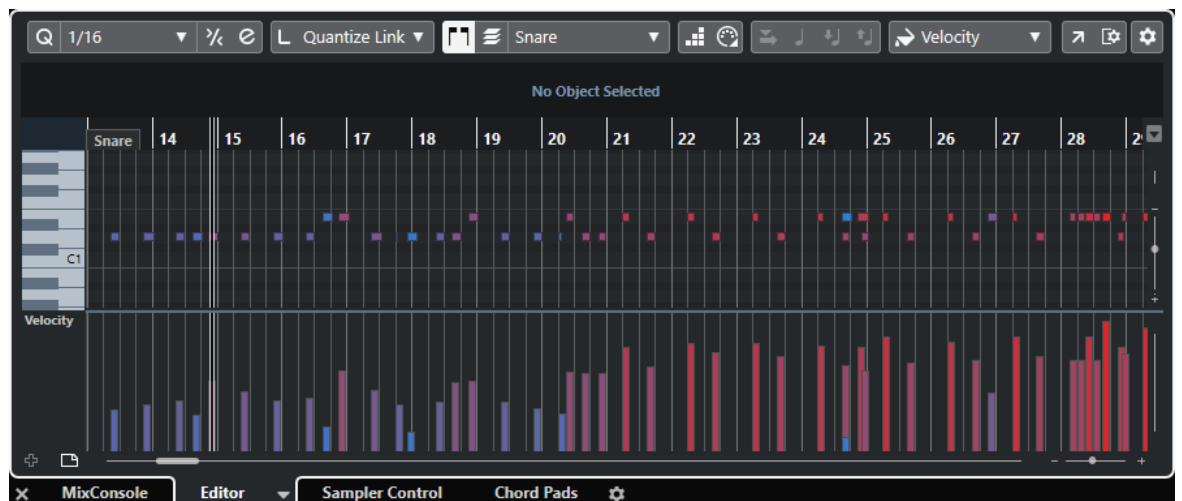 Q 1/16 L Quantize Link Snare Velocity
No Object Selected
Snare 14 15 16 17 18 19 20 21 22 23 24 25 26 27 28
C1
Velocity
MixConsole Editor Sampler Control Chord Pads